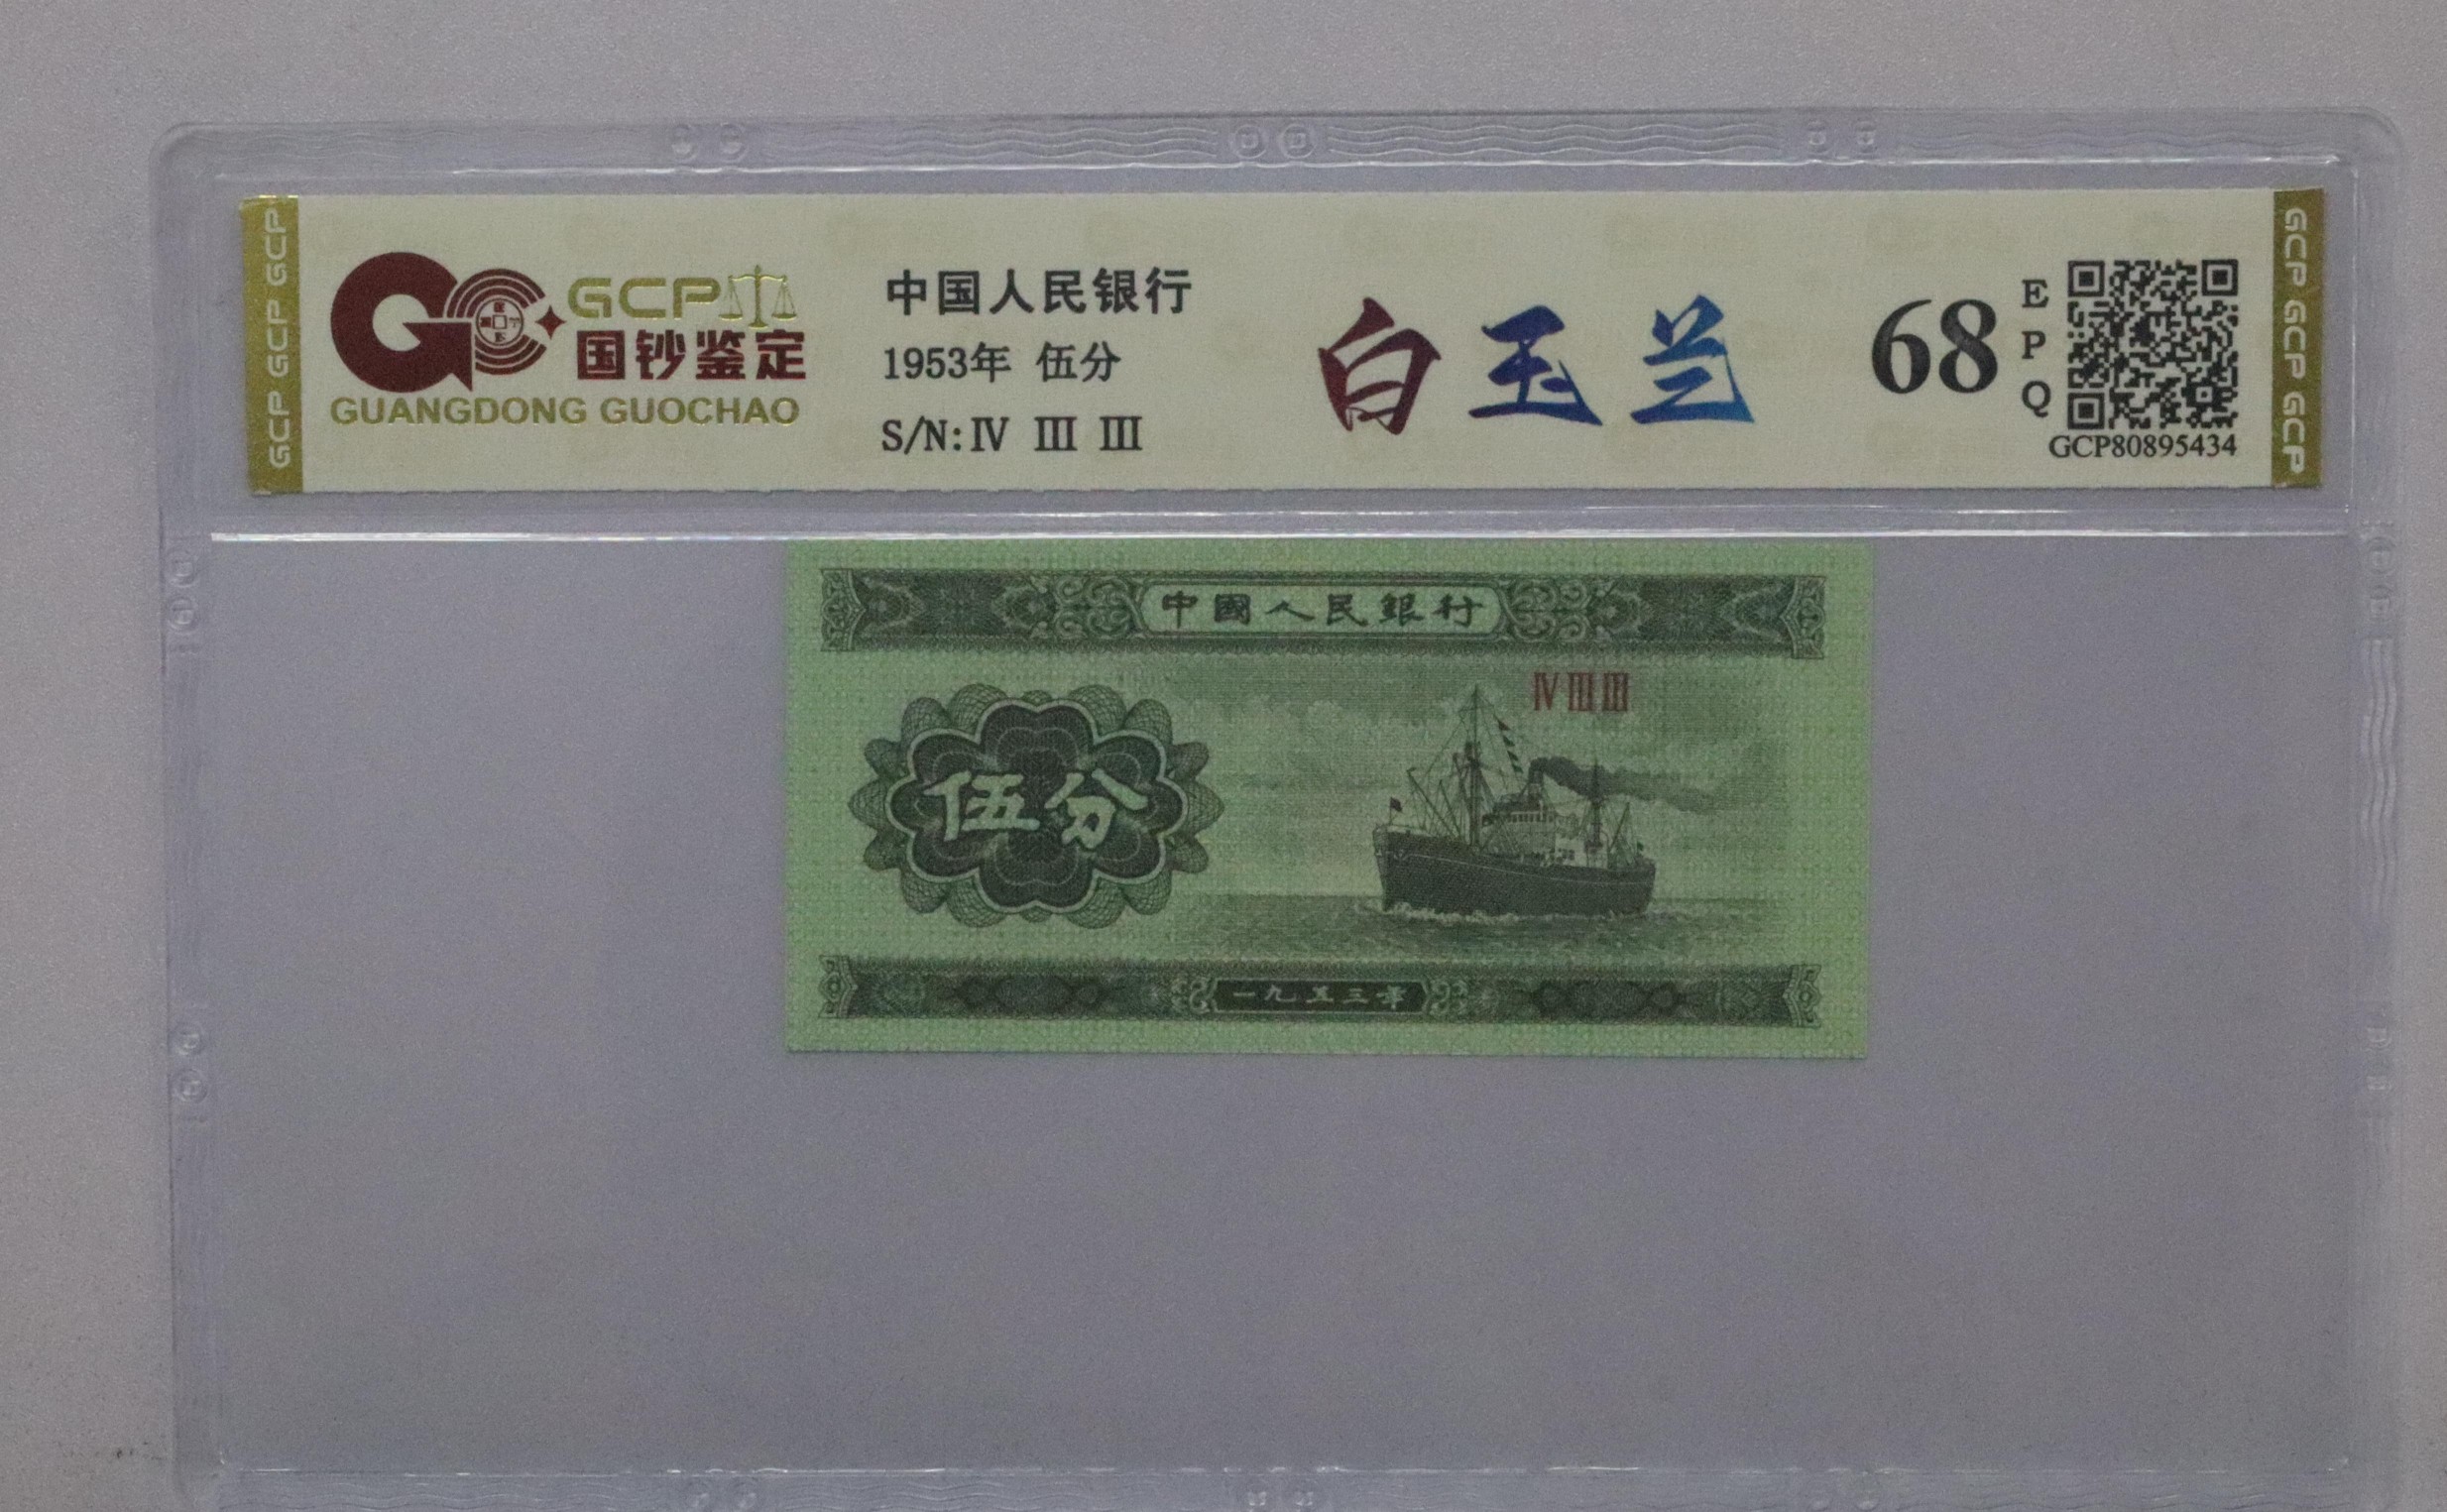 GCP GCP GCP
GCP
国钞鉴定
GUANGDONG GUOCHAO
中国人民银行
1953年 伍分
S/N: Ⅳ Ⅲ Ⅲ
白玉兰
68
EPQ
GCP80895434
GCP GCP GCP
中國人民銀行
Ⅳ Ⅲ Ⅲ
伍分
一九五三年